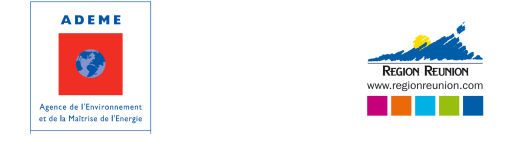 ADEME
Agence de l'Environnement
et de la Maîtrise de l'Energie
REGION REUNION
www.regionreunion.com